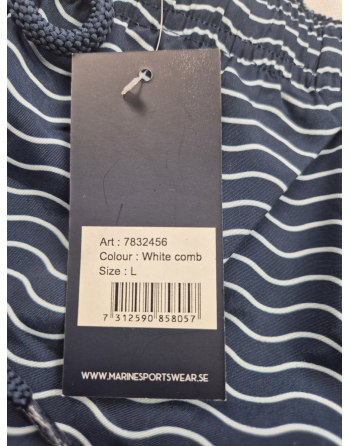 Art : 7832456
Colour : White comb
Size : L
7 312590 858057
WWW.MARINESPORTSWEAR.SE